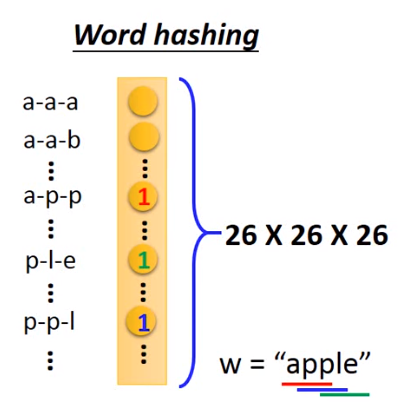 Word hashing
a-a-a
a-a-b
⋮ ⋮
a-p-p 1
⋮ ⋮
26 X 26 X 26
p-l-e 1
⋮ ⋮
p-p-l 1
⋮ ⋮
w = “apple”